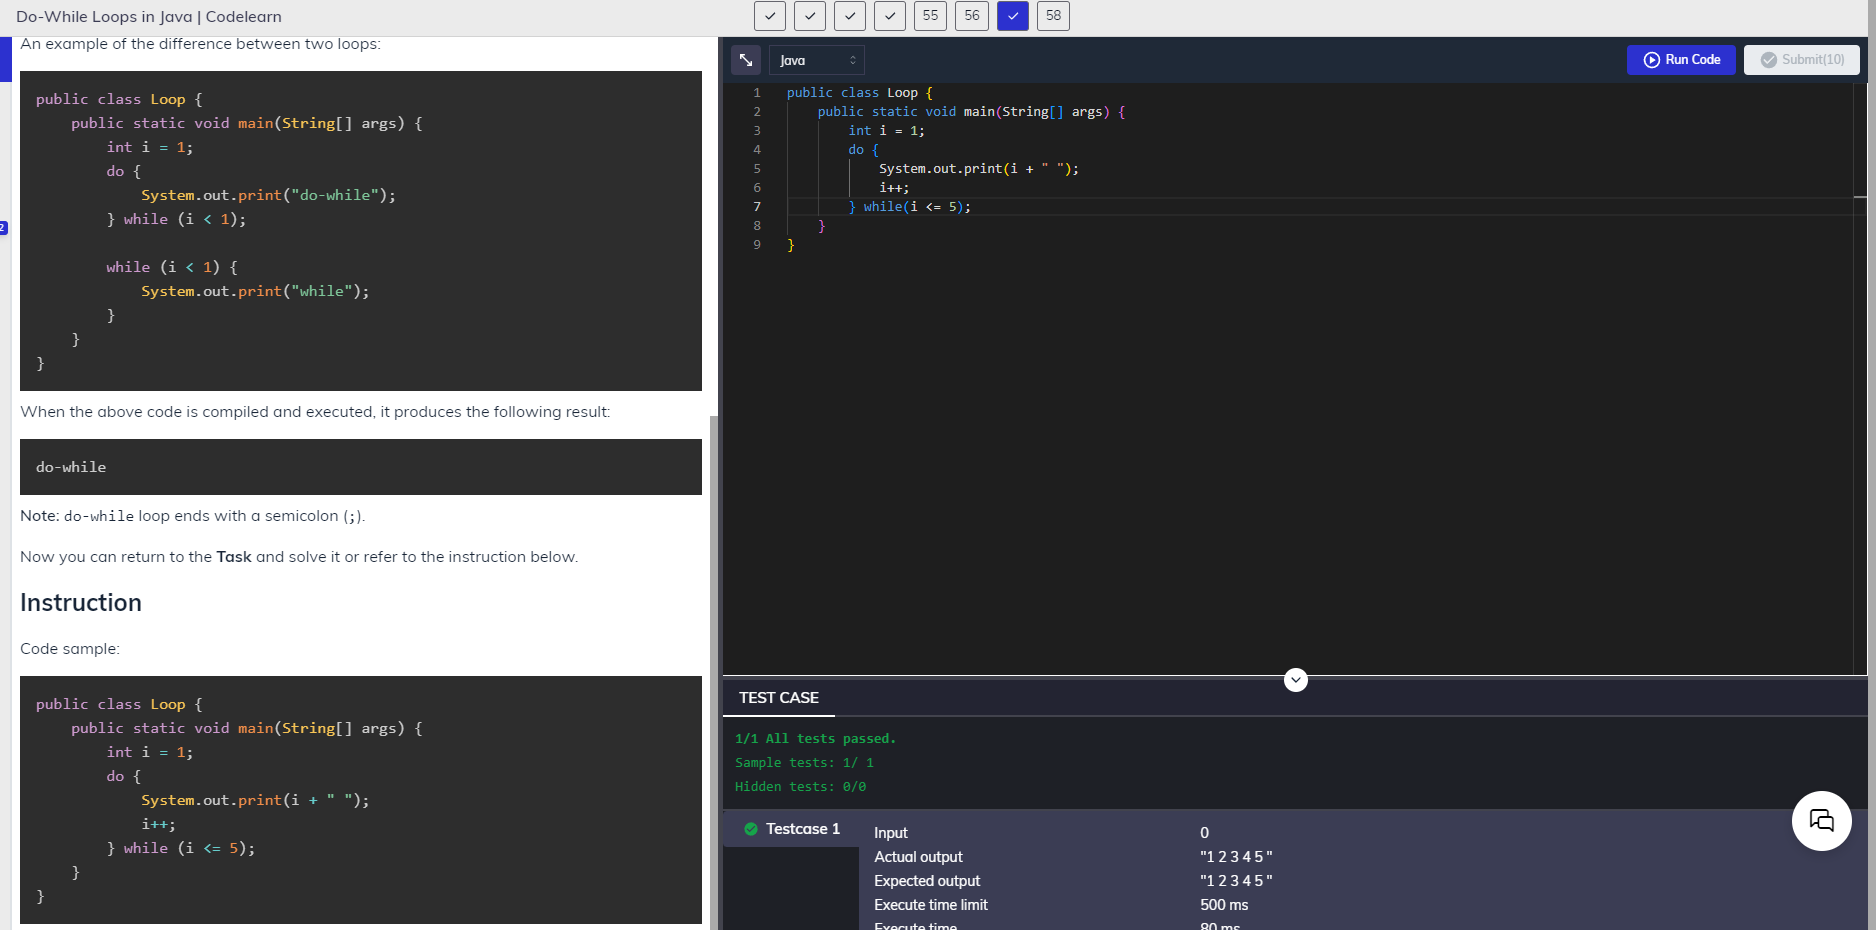 Do-While Loops in Java | Codelearn
55
56
58
An example of the difference between two loops:
public class Loop {
    public static void main(String[] args) {
        int i = 1;
        do {
            System.out.print("do-while");
        } while (i < 1);

        while (i < 1) {
            System.out.print("while");
        }
    }
}
When the above code is compiled and executed, it produces the following result:
do-while
Note: do-while loop ends with a semicolon (;).
Now you can return to the Task and solve it or refer to the instruction below.
Instruction
Code sample:
public class Loop {
    public static void main(String[] args) {
        int i = 1;
        do {
            System.out.print(i + " ");
            i++;
        } while (i <= 5);
    }
}
2
Java
Run Code
Submit(10)
1 public class Loop {
2     public static void main(String[] args) {
3         int i = 1;
4         do {
5             System.out.print(i + " ");
6             i++;
7         } while(i <= 5);
8     }
9 }
TEST CASE
1/1 All tests passed.
Sample tests: 1/ 1
Hidden tests: 0/0
Testcase 1
Input 0
Actual output "1 2 3 4 5 "
Expected output "1 2 3 4 5 "
Execute time limit 500 ms
Execute time 80 ms